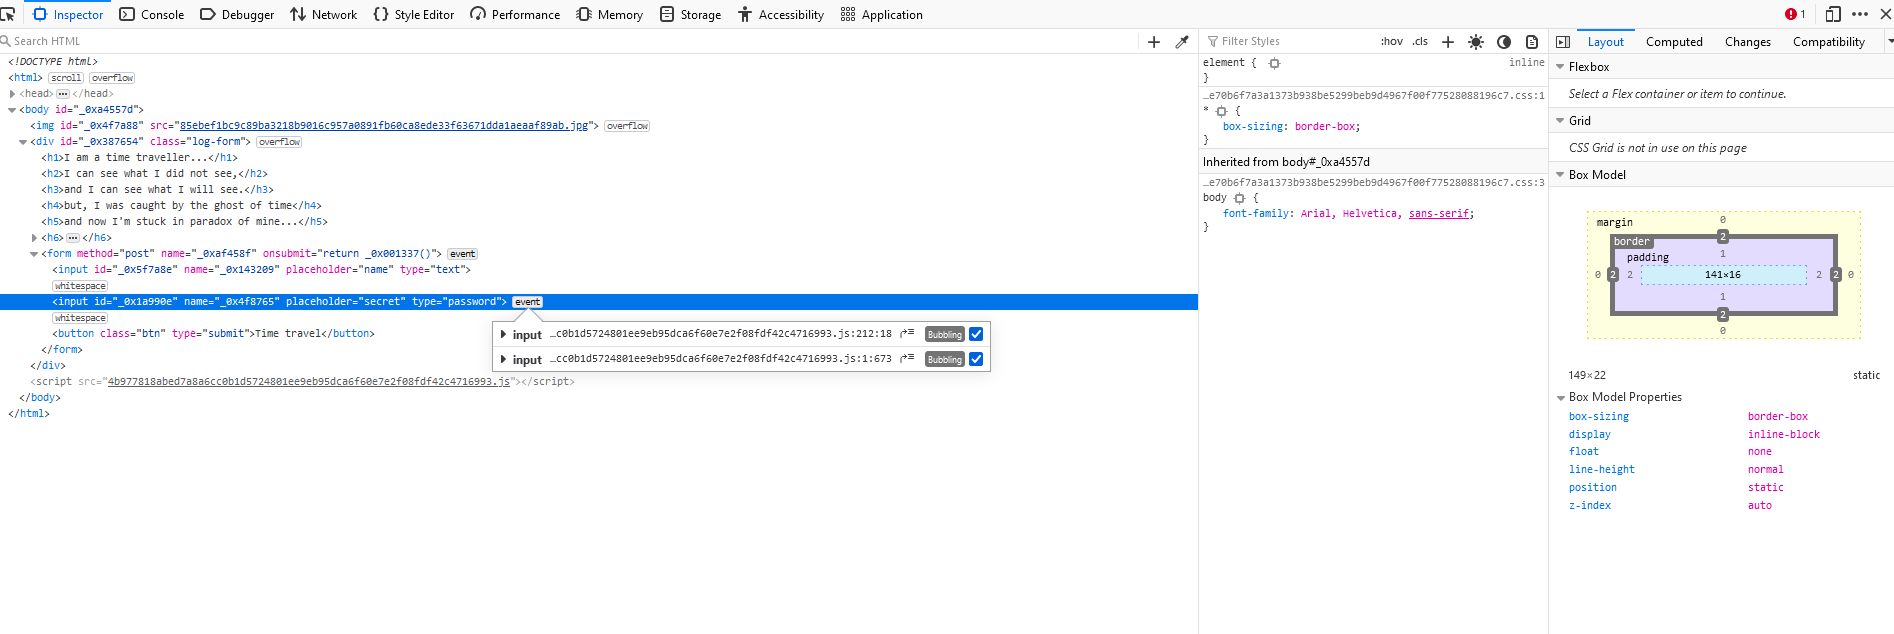 Inspector Console Debugger Network Style Editor Performance Memory Storage Accessibility Application 1
Search HTML
<!DOCTYPE html>
<html> scroll overflow
<head> ••• </head>
<body id="_0xa4557d">
<img id="_0x4f7a88" src="85ebef1bc9c89ba3218b9016c957a0891fb60ca8ede33f63671dda1aeaaf89ab.jpg"> overflow
<div id="_0x387654" class="log-form"> overflow
<h1>I am a time traveller...</h1>
<h2>I can see what I did not see,</h2>
<h3>and I can see what I will see.</h3>
<h4>but, I was caught by the ghost of time</h4>
<h5>and now I'm stuck in paradox of mine...</h5>
<h6> ••• </h6>
<form method="post" name="_0xaf458f" onsubmit="return _0x001337()"> event
<input id="_0x5f7a8e" name="_0x143209" placeholder="name" type="text">
whitespace
<input id="_0x1a990e" name="_0x4f8765" placeholder="secret" type="password"> event
whitespace
<button class="btn" type="submit">Time travel</button>
</form>
</div>
<script src="4b977818abed7a8a6cc0b1d5724801ee9eb95dca6f60e7e2f08fdf42c4716993.js"></script>
</body>
</html>
input …c0b1d5724801ee9eb95dca6f60e7e2f08fdf42c4716993.js:212:18 Bubbling
input …cc0b1d5724801ee9eb95dca6f60e7e2f08fdf42c4716993.js:1:673 Bubbling
Filter Styles :hov .cls
element { inline
}
…e70b6f7a3a1373b938be5299beb9d4967f00f77528088196c7.css:1
* {
box-sizing: border-box;
}
Inherited from body#_0xa4557d
…e70b6f7a3a1373b938be5299beb9d4967f00f77528088196c7.css:3
body {
font-family: Arial, Helvetica, sans-serif;
}
Layout Computed Changes Compatibility
Flexbox
Select a Flex container or item to continue.
Grid
CSS Grid is not in use on this page
Box Model
margin 0
border 2
padding 1
0 2 2 141×16 2 2 0
1
2
0
149×22 static
Box Model Properties
box-sizing border-box
display inline-block
float none
line-height normal
position static
z-index auto